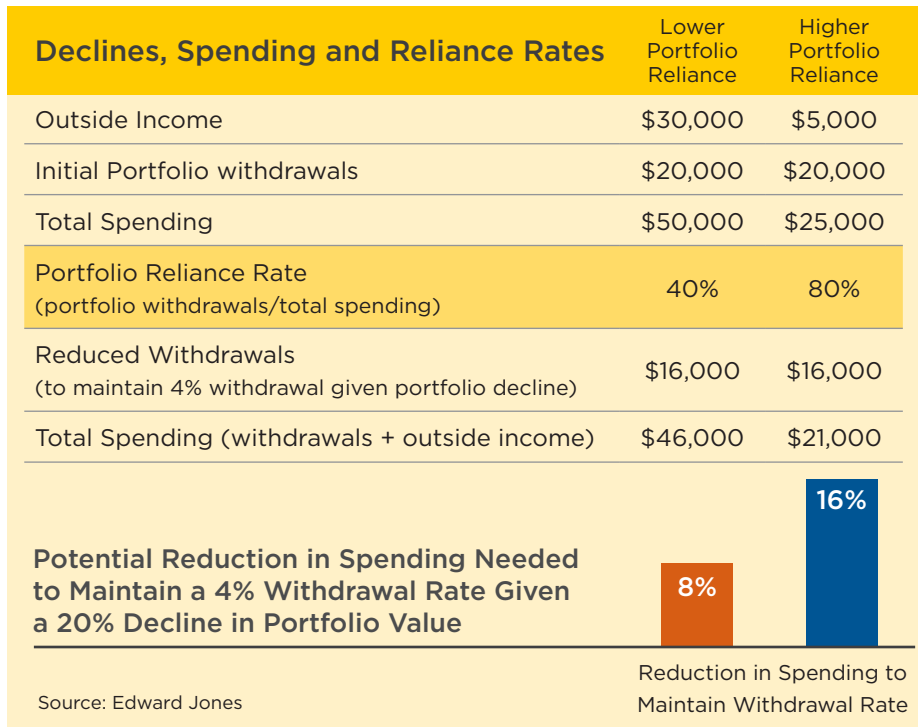 Declines, Spending and Reliance Rates
Lower
Portfolio
Reliance
Higher
Portfolio
Reliance
Outside Income $30,000 $5,000
Initial Portfolio withdrawals $20,000 $20,000
Total Spending $50,000 $25,000
Portfolio Reliance Rate
(portfolio withdrawals/total spending) 40% 80%
Reduced Withdrawals
(to maintain 4% withdrawal given portfolio decline) $16,000 $16,000
Total Spending (withdrawals + outside income) $46,000 $21,000
Potential Reduction in Spending Needed
to Maintain a 4% Withdrawal Rate Given
a 20% Decline in Portfolio Value
8%
16%
Reduction in Spending to
Maintain Withdrawal Rate
Source: Edward Jones